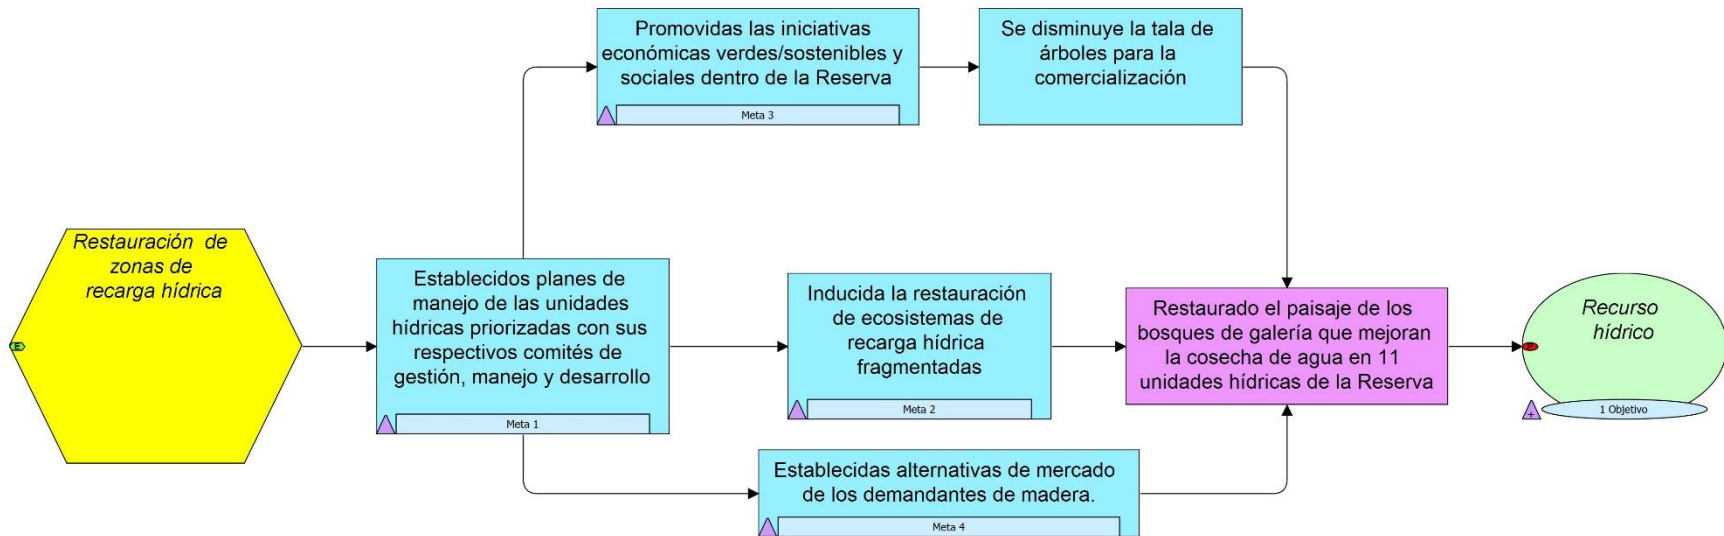 Restauración de
zonas de
recarga hídrica
E
Establecidos planes de
manejo de las unidades
hídricas priorizadas con sus
respectivos comités de
gestión, manejo y desarrollo
Meta 1
Promovidas las iniciativas
económicas verdes/sostenibles y
sociales dentro de la Reserva
Meta 3
Se disminuye la tala de
árboles para la
comercialización
Inducida la restauración
de ecosistemas de
recarga hídrica
fragmentadas
Meta 2
Establecidas alternativas de mercado
de los demandantes de madera.
Meta 4
Restaurado el paisaje de los
bosques de galería que mejoran
la cosecha de agua en 11
unidades hídricas de la Reserva
Recurso
hídrico
P
+
1 Objetivo